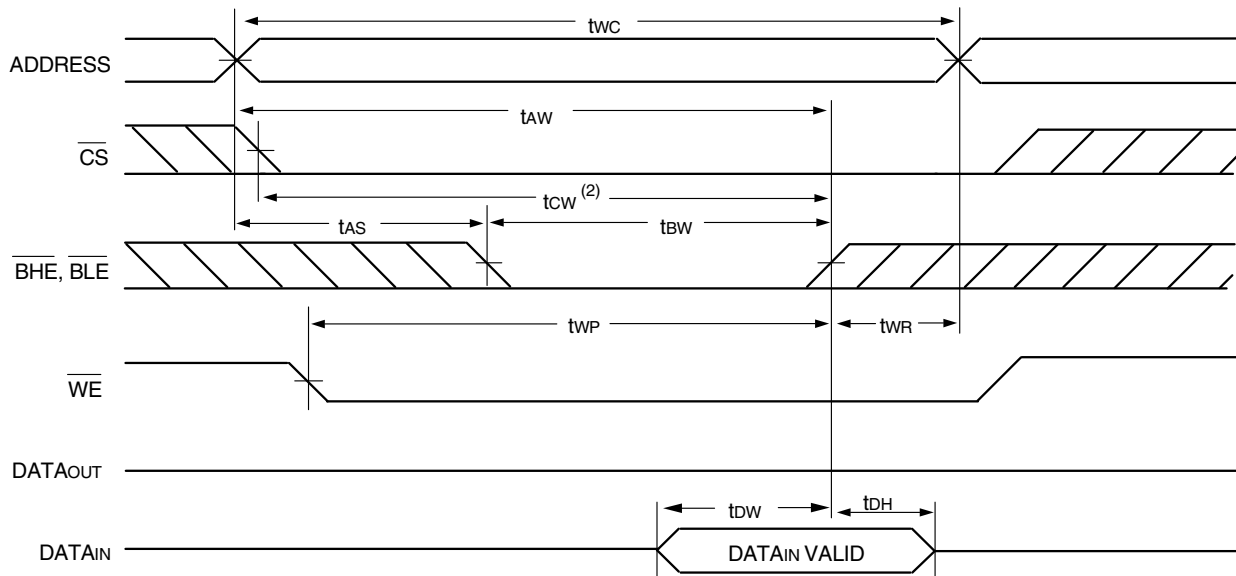 tWC
ADDRESS
tAW
CS
tCW (2)
tAS
tBW
BHE, BLE
tWP
tWR
WE
DATAOUT
tDW
tDH
DATAIN
DATAIN VALID